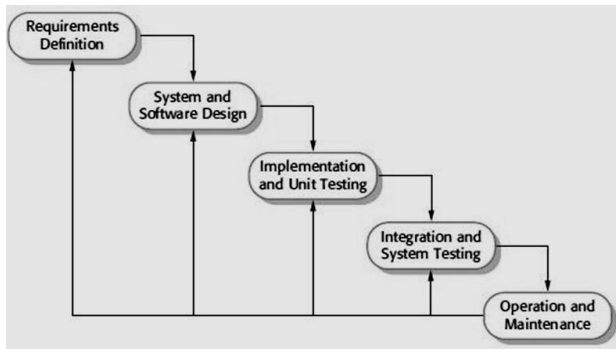 Requirements
Definition
System and
Software Design
Implementation
and Unit Testing
Integration and
System Testing
Operation and
Maintenance